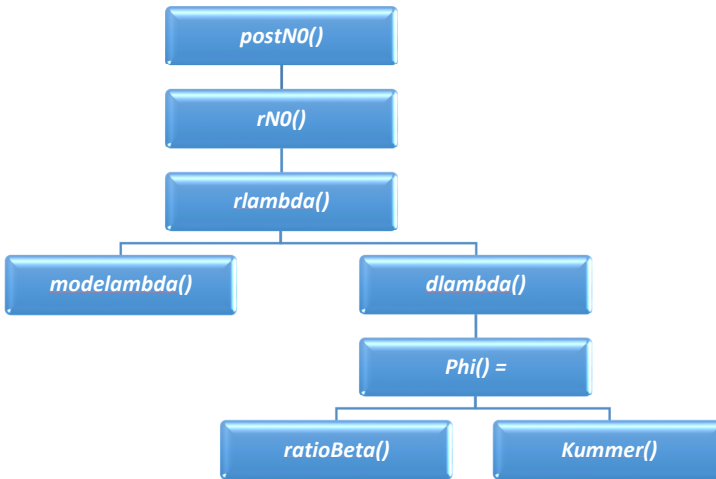 postN0()
rN0()
rlambda()
modelambda()
dlambda()
Phi() =
ratioBeta()
Kummer()